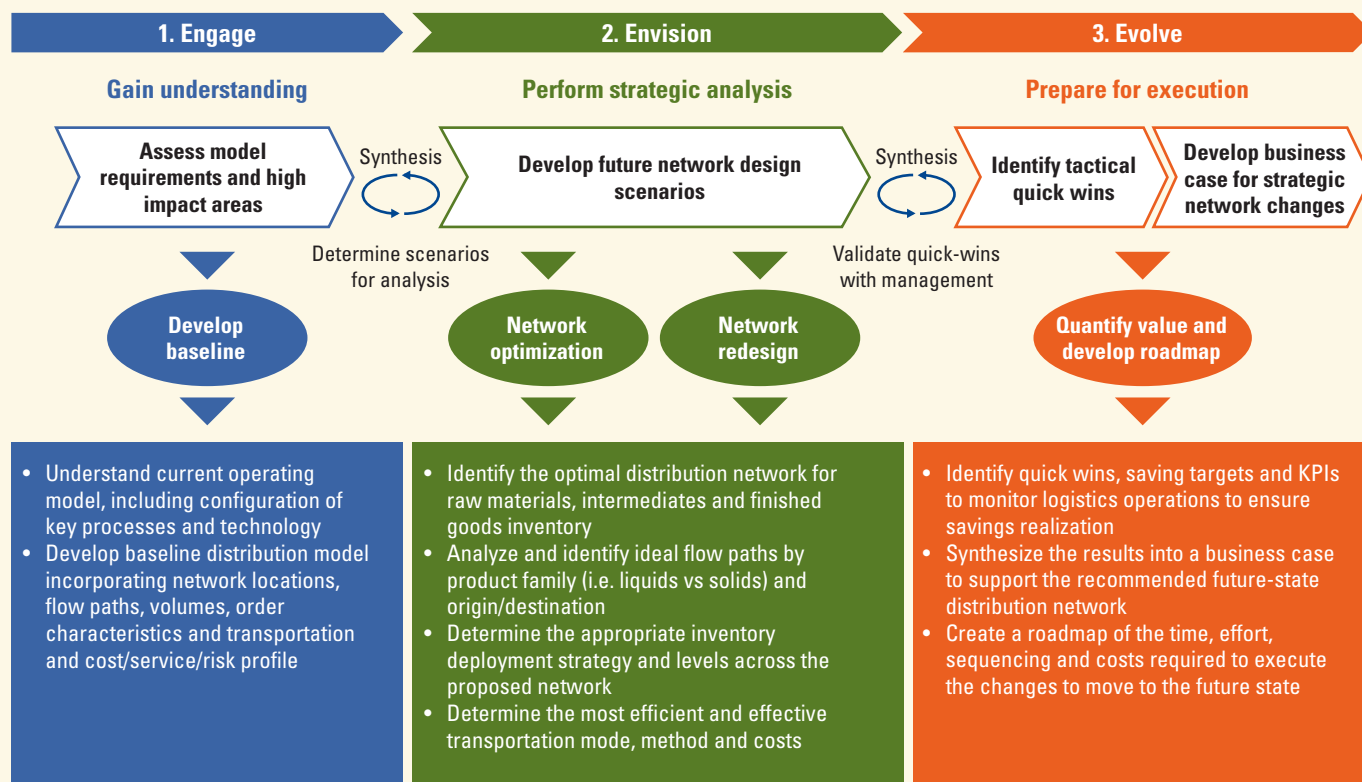 1. Engage
2. Envision
3. Evolve
Gain understanding
Perform strategic analysis
Prepare for execution
Assess model
requirements and high
impact areas
Synthesis
Determine scenarios
for analysis
Develop future network design
scenarios
Synthesis
Validate quick-wins
with management
Identify tactical
quick wins
Develop business
case for strategic
network changes
Develop
baseline
Network
optimization
Network
redesign
Quantify value and
develop roadmap
• Understand current operating
model, including configuration of
key processes and technology
• Develop baseline distribution model
incorporating network locations,
flow paths, volumes, order
characteristics and transportation
and cost/service/risk profile
• Identify the optimal distribution network for
raw materials, intermediates and finished
goods inventory
• Analyze and identify ideal flow paths by
product family (i.e. liquids vs solids) and
origin/destination
• Determine the appropriate inventory
deployment strategy and levels across the
proposed network
• Determine the most efficient and effective
transportation mode, method and costs
• Identify quick wins, saving targets and KPIs
to monitor logistics operations to ensure
savings realization
• Synthesize the results into a business case
to support the recommended future-state
distribution network
• Create a roadmap of the time, effort,
sequencing and costs required to execute
the changes to move to the future state